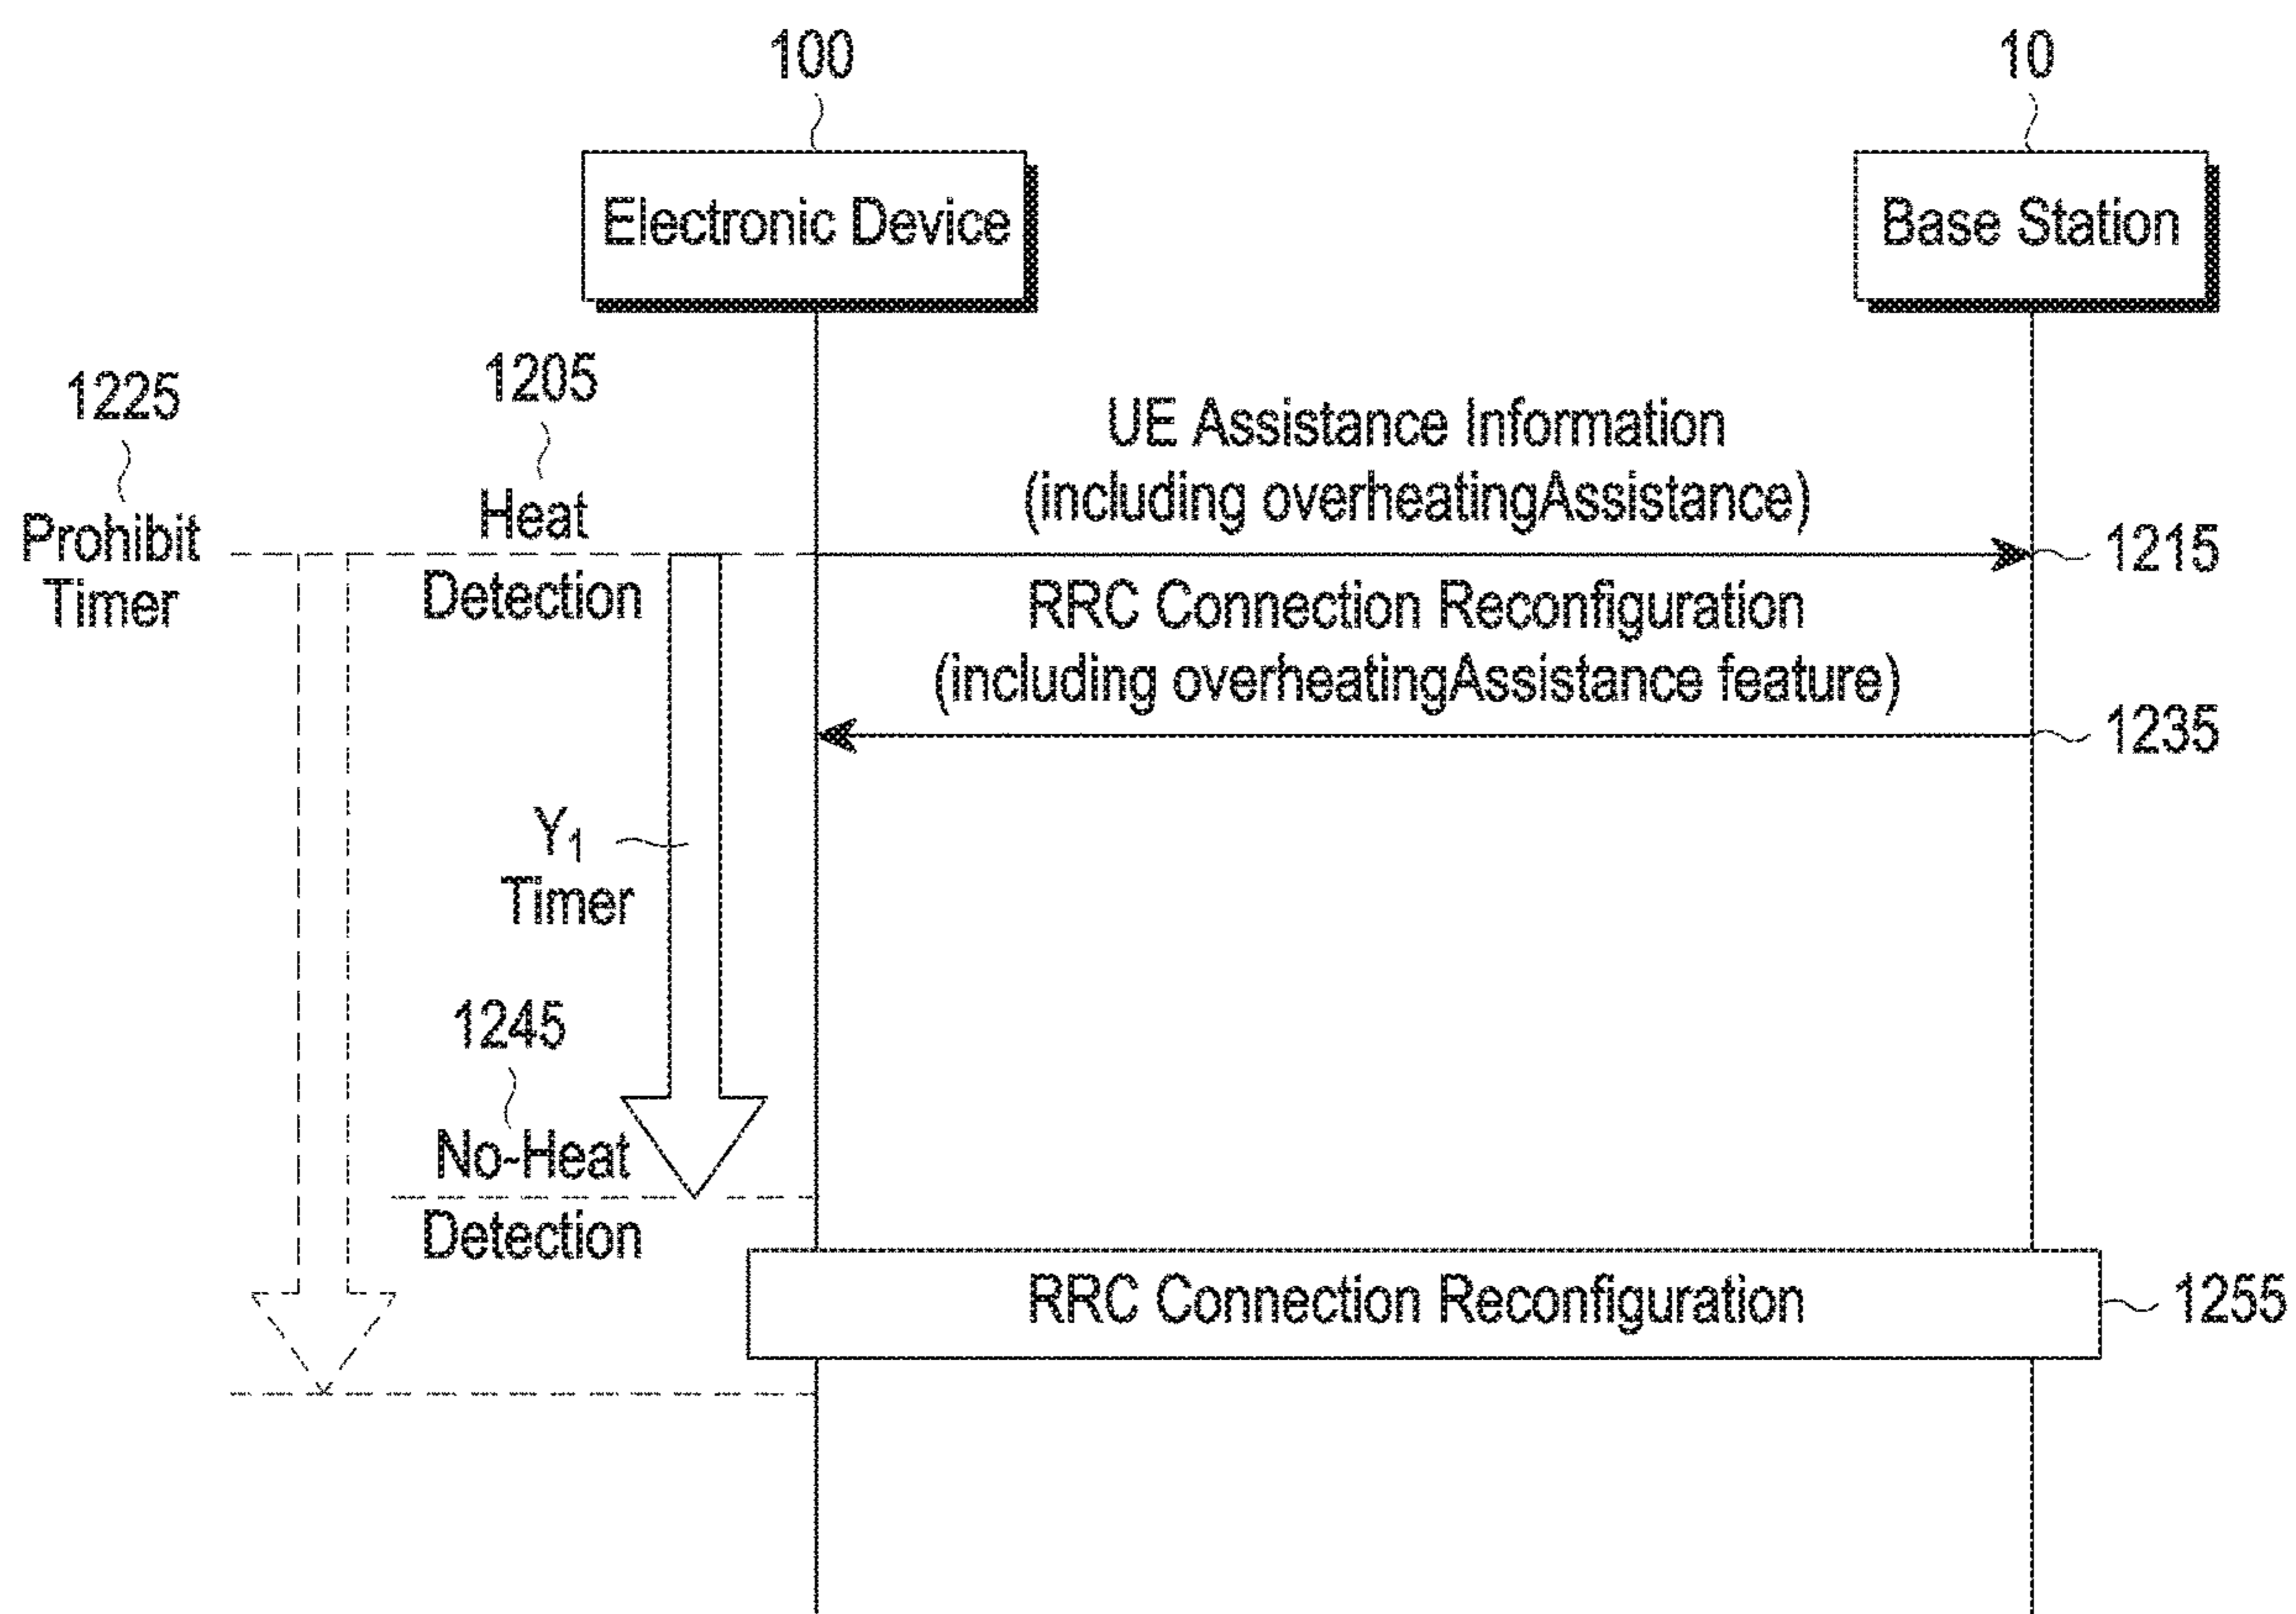 100
10
Electronic Device
Base Station
1225
1205
Prohibit
Timer
Heat
Detection
UE Assistance Information
(including overheatingAssistance)
1215
RRC Connection Reconfiguration
(including overheatingAssistance feature)
1235
Y1
Timer
1245
No-Heat
Detection
RRC Connection Reconfiguration
1255